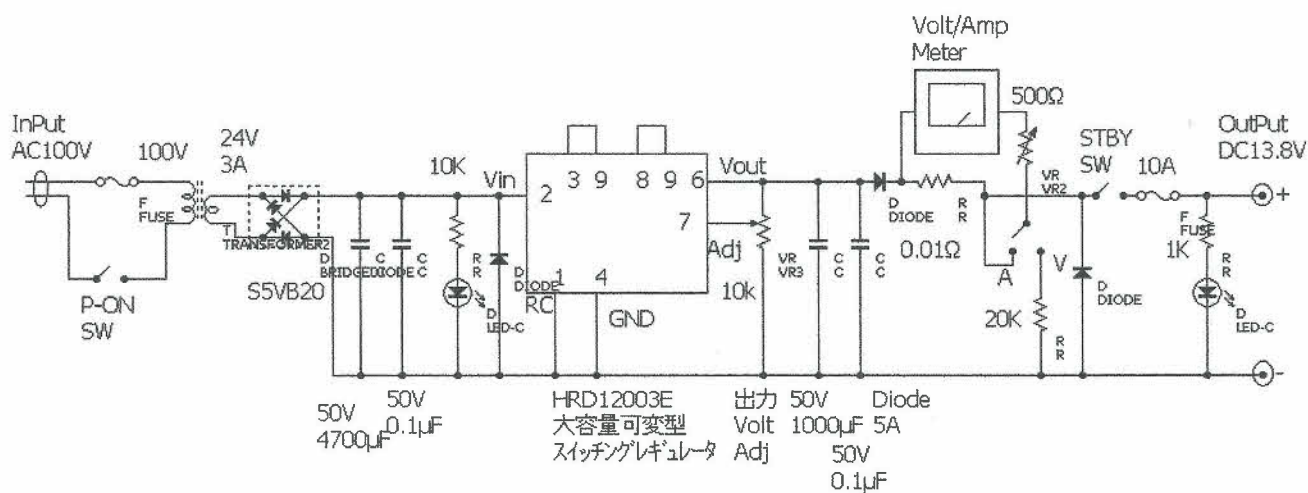 Volt/Amp
Meter
InPut
AC100V
100V
24V
3A
10K
Vin
2
3 9
8 9
6
Vout
7
Adj
500Ω
STBY
SW
10A
OutPut
DC13.8V
+
F
FUSE
T
TRANSFORMER2
D
BRIDGEDIODE
C
C
C
C
R
R
D
LED-C
D
DIODE
VR
VR3
C
C
C
C
D
DIODE
R
R
0.01Ω
VR
VR2
F
FUSE
1K
R
R
P-ON
SW
S5VB20
1
RC
4
GND
10k
A
V
20K
R
R
D
DIODE
D
LED-C
-
50V
4700μF
50V
0.1μF
HRD12003E
大容量可変型
スイッチングレギュレータ
出力
Volt
Adj
50V
1000μF
Diode
5A
50V
0.1μF